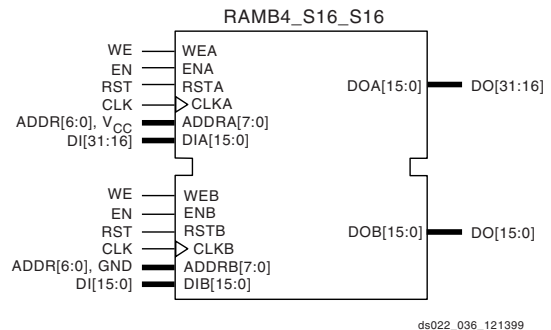 RAMB4_S16_S16
WE WEA
EN ENA
RST RSTA DOA[15:0] DO[31:16]
CLK CLKA
ADDR[6:0], VCC ADDRA[7:0]
DI[31:16] DIA[15:0]
WE WEB
EN ENB
RST RSTB DOB[15:0] DO[15:0]
CLK CLKB
ADDR[6:0], GND ADDRB[7:0]
DI[15:0] DIB[15:0]
ds022_036_121399